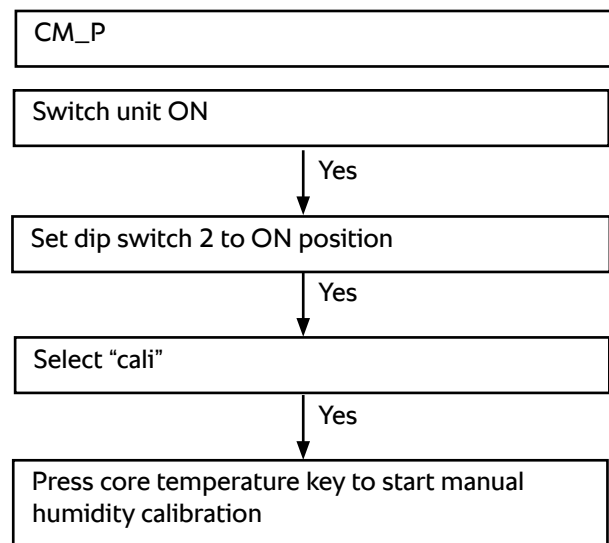 CM_P
Switch unit ON
Yes
Set dip switch 2 to ON position
Yes
Select “cali”
Yes
Press core temperature key to start manual
humidity calibration